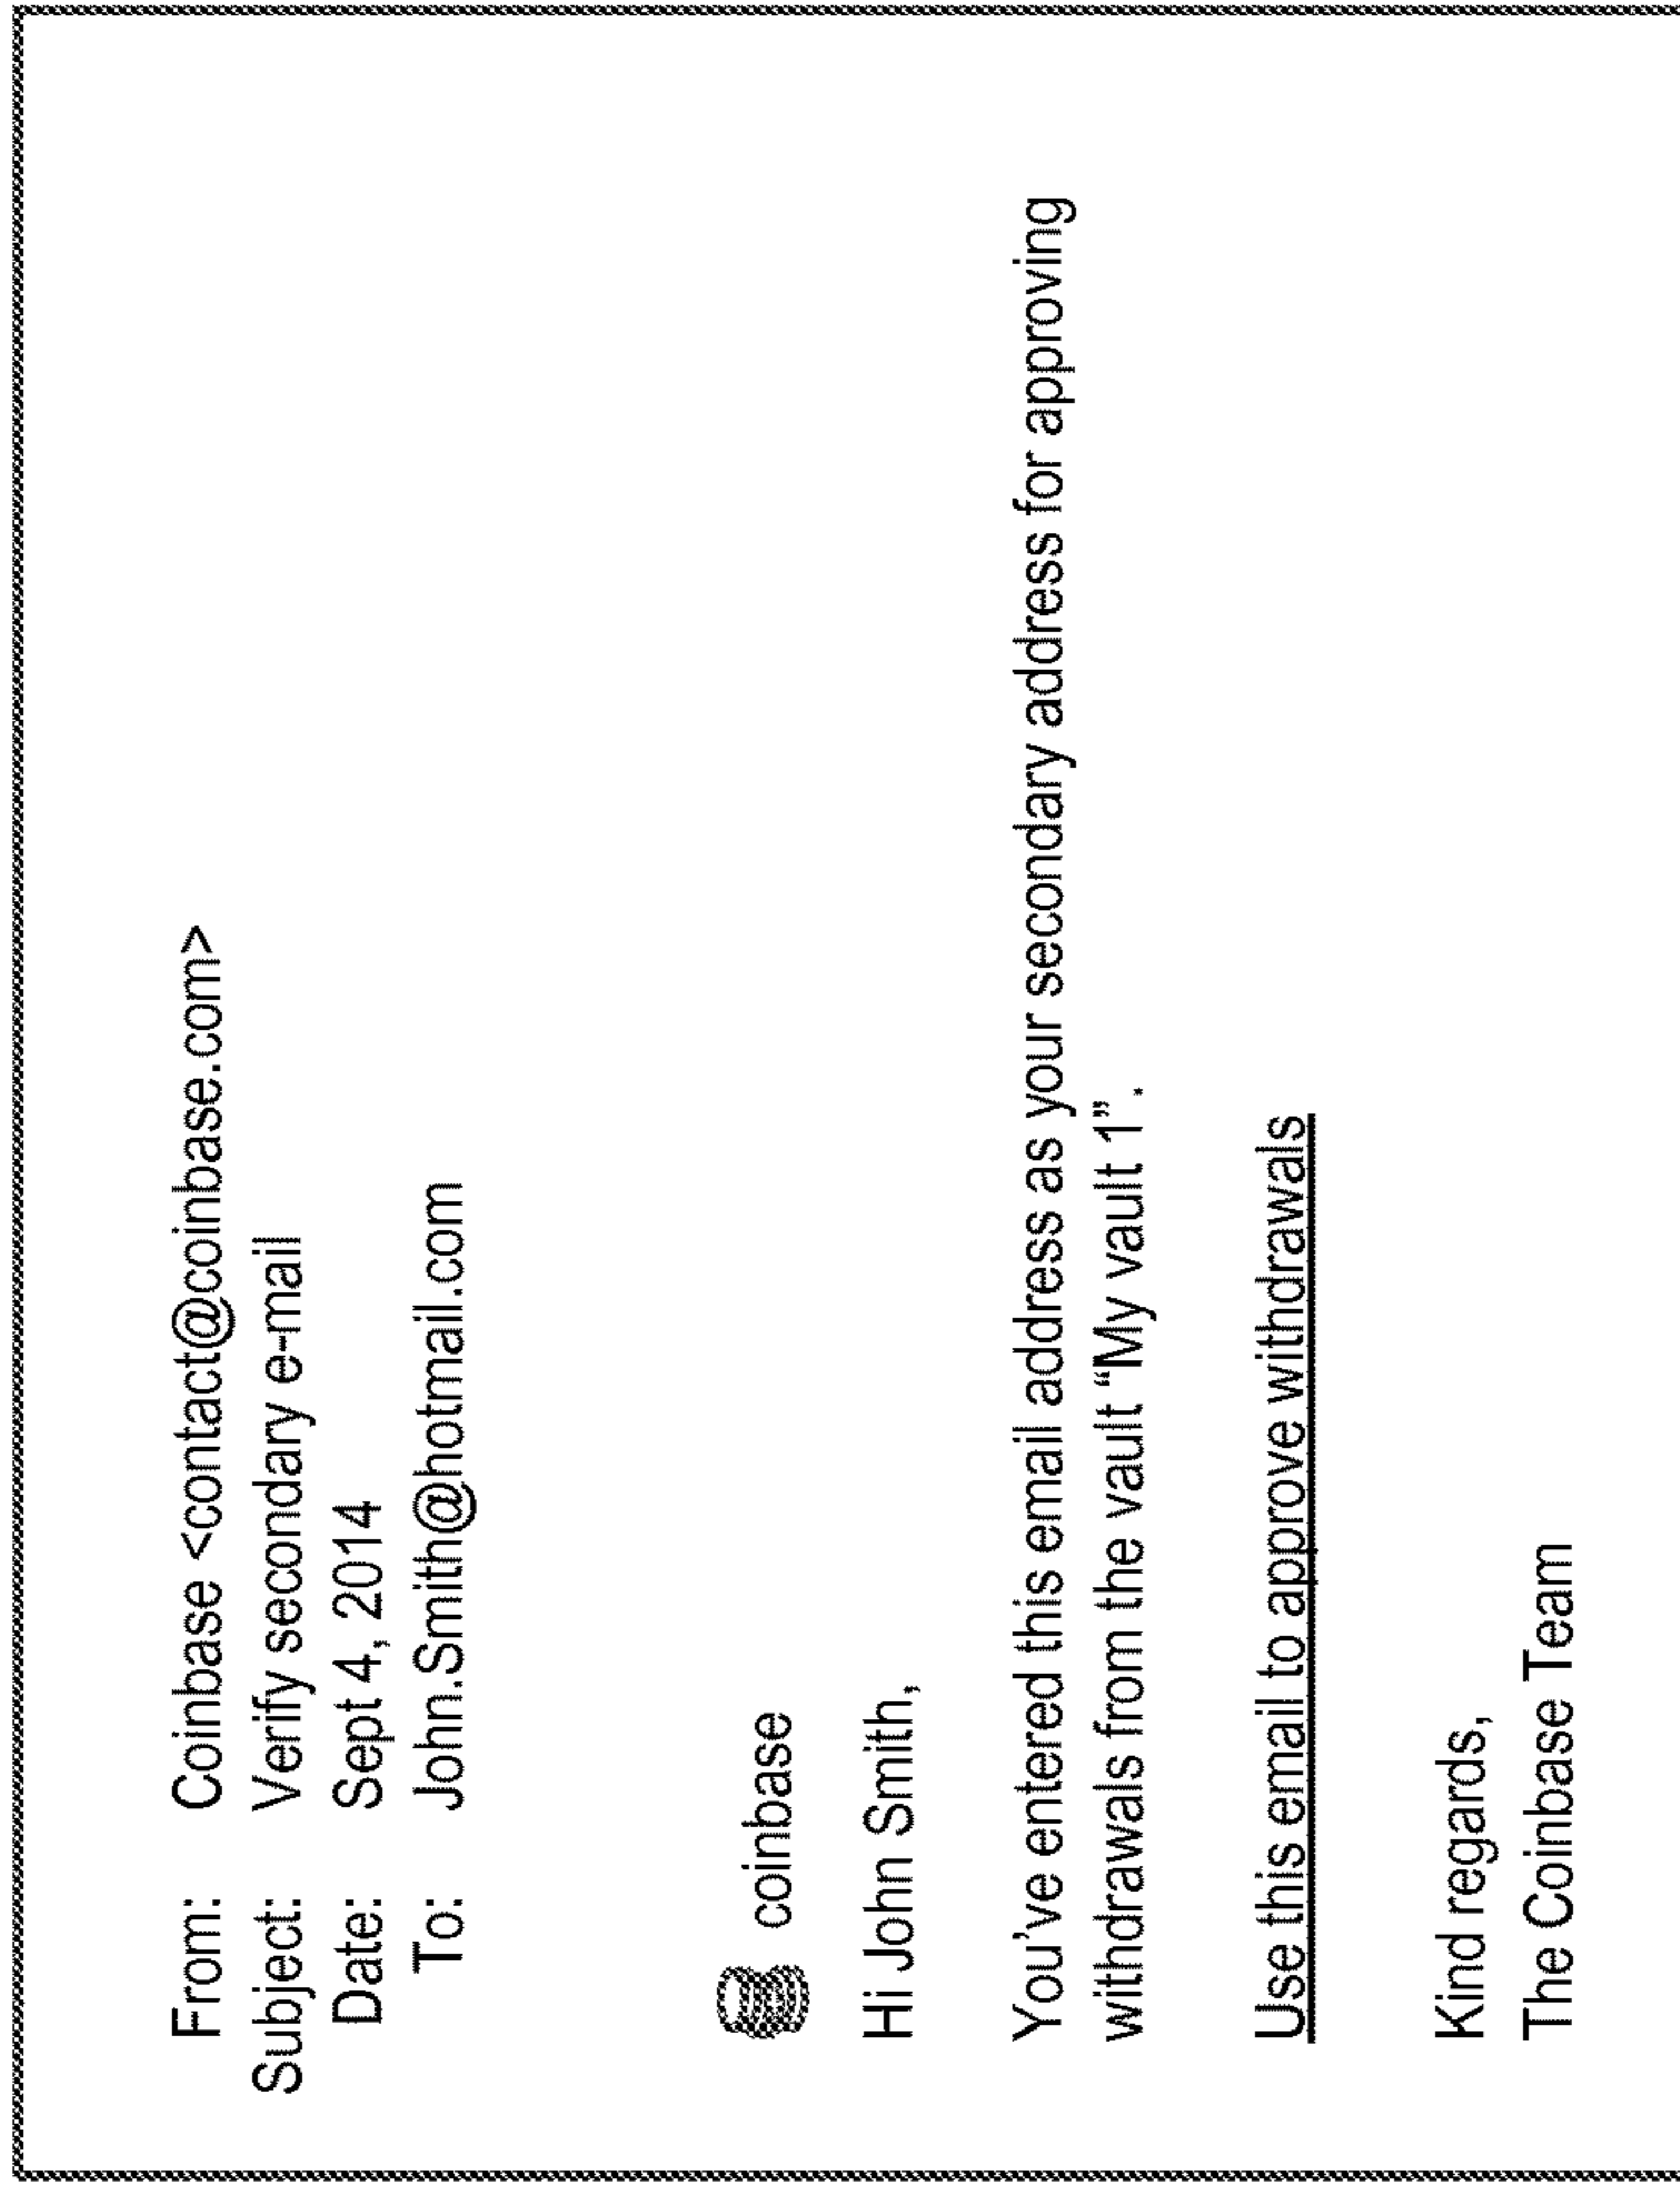 From: Coinbase <contact@coinbase.com>
Subject: Verify secondary e-mail
Date: Sept 4, 2014
To: John.Smith@hotmail.com
coinbase
Hi John Smith,
You've entered this email address as your secondary address for approving
withdrawals from the vault “My vault 1”.
Use this email to approve withdrawals
Kind regards,
The Coinbase Team